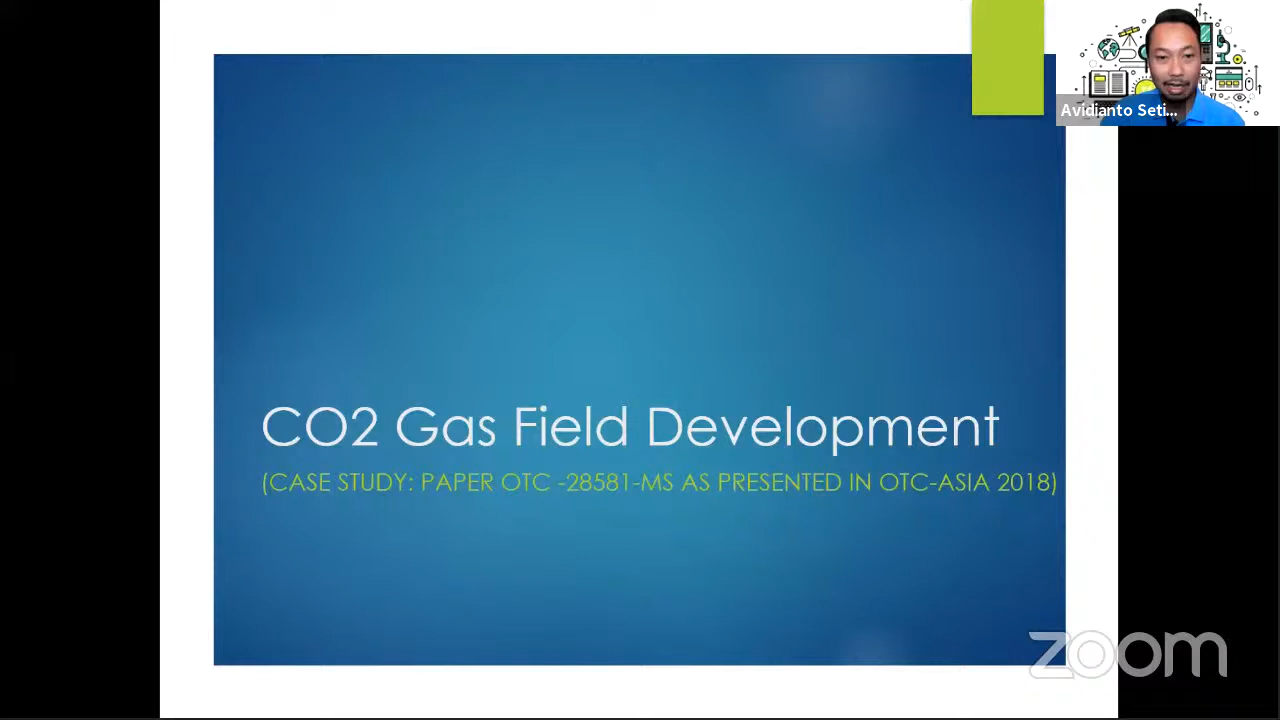 Avidianto Seti...
CO2 Gas Field Development
(CASE STUDY: PAPER OTC -28581-MS AS PRESENTED IN OTC-ASIA 2018)
zoom